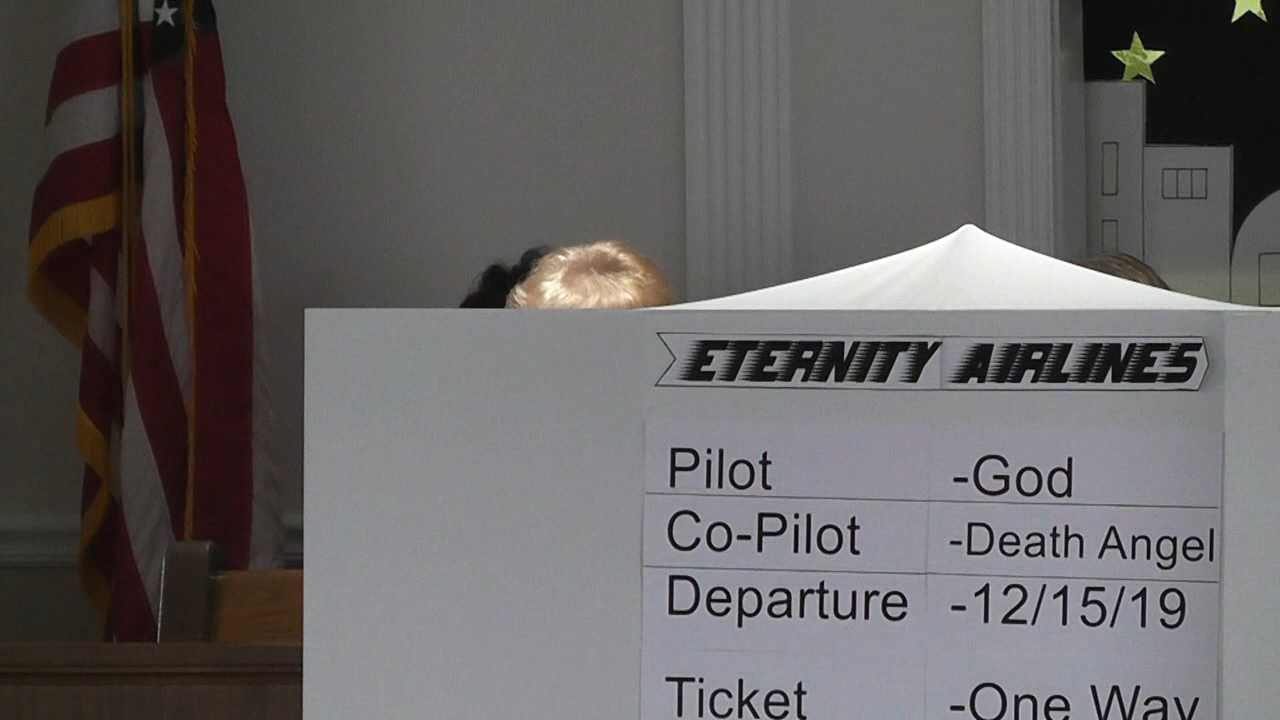 ETERNITY AIRLINES
Pilot -God
Co-Pilot -Death Angel
Departure -12/15/19
Ticket -One Way